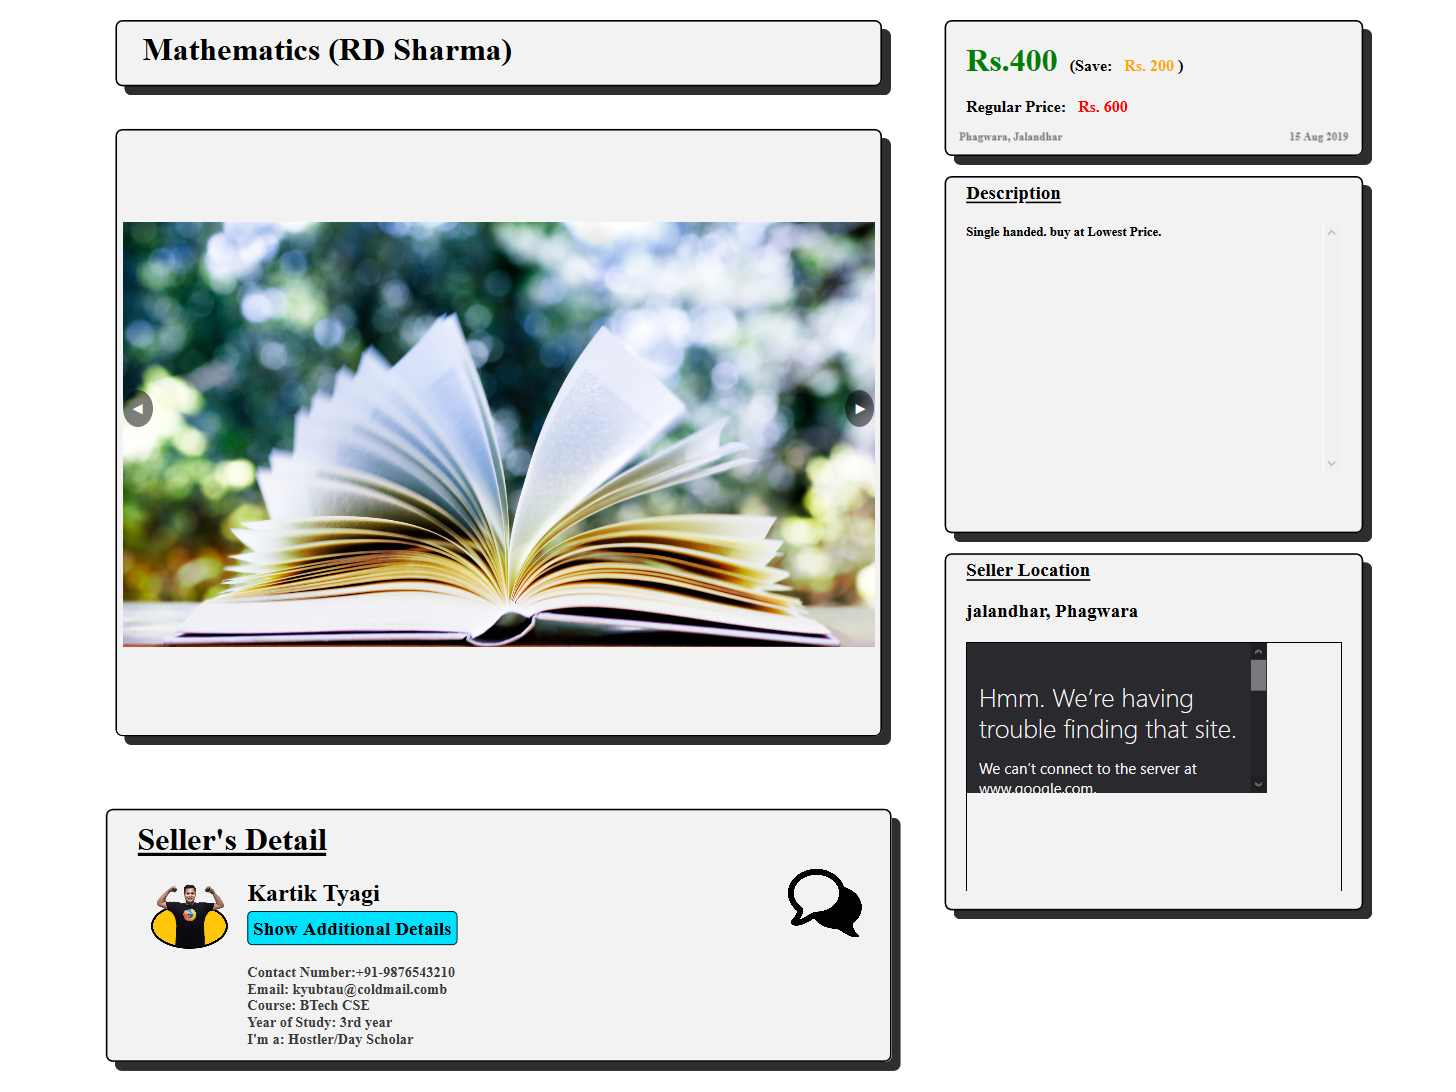 Mathematics (RD Sharma)
Rs.400 (Save: Rs. 200 )
Regular Price: Rs. 600
Phagwara, Jalandhar 15 Aug 2019
Description
Single handed. buy at Lowest Price.
Seller Location
jalandhar, Phagwara
Hmm. We’re having
trouble finding that site.
We can’t connect to the server at
www.google.com.
Seller's Detail
Kartik Tyagi
Show Additional Details
Contact Number:+91-9876543210
Email: kyubtau@coldmail.comb
Course: BTech CSE
Year of Study: 3rd year
I'm a: Hostler/Day Scholar